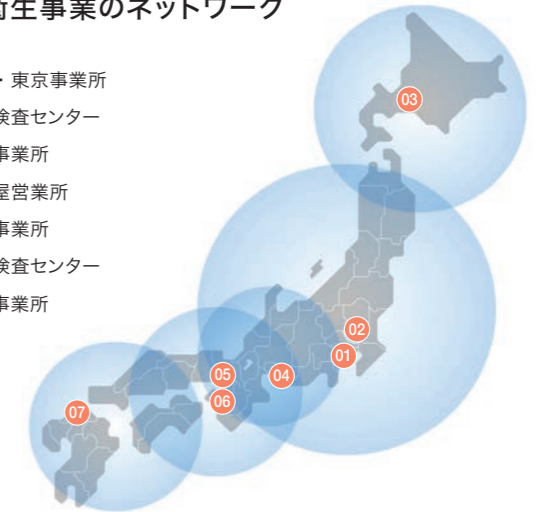 衛生事業のネットワーク
・東京事業所
検査センター
事業所
屋営業所
事業所
検査センター
事業所
03
02
01
05
04
06
07